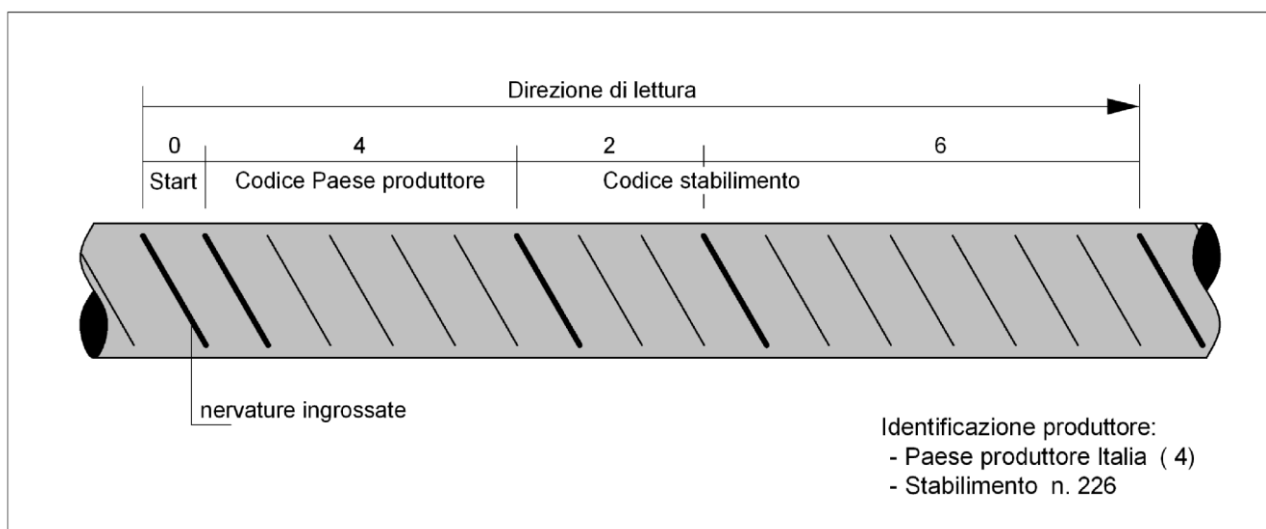 Direzione di lettura
0 4 2 6
Start Codice Paese produttore Codice stabilimento
nervature ingrossate
Identificazione produttore:
- Paese produttore Italia ( 4)
- Stabilimento n. 226